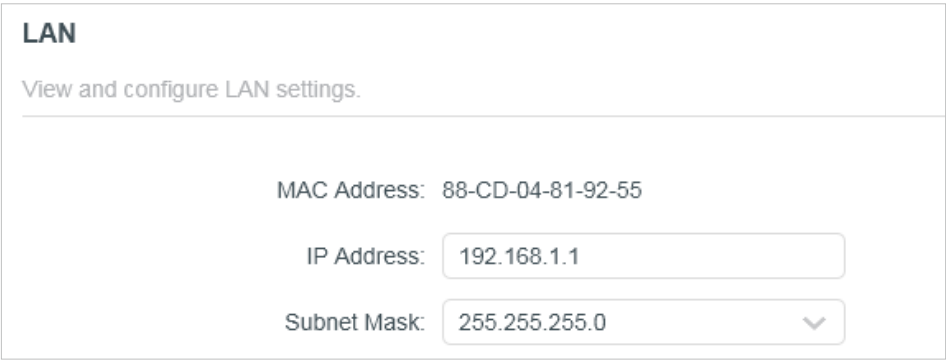 LAN
View and configure LAN settings.
MAC Address: 88-CD-04-81-92-55
IP Address: 192.168.1.1
Subnet Mask: 255.255.255.0